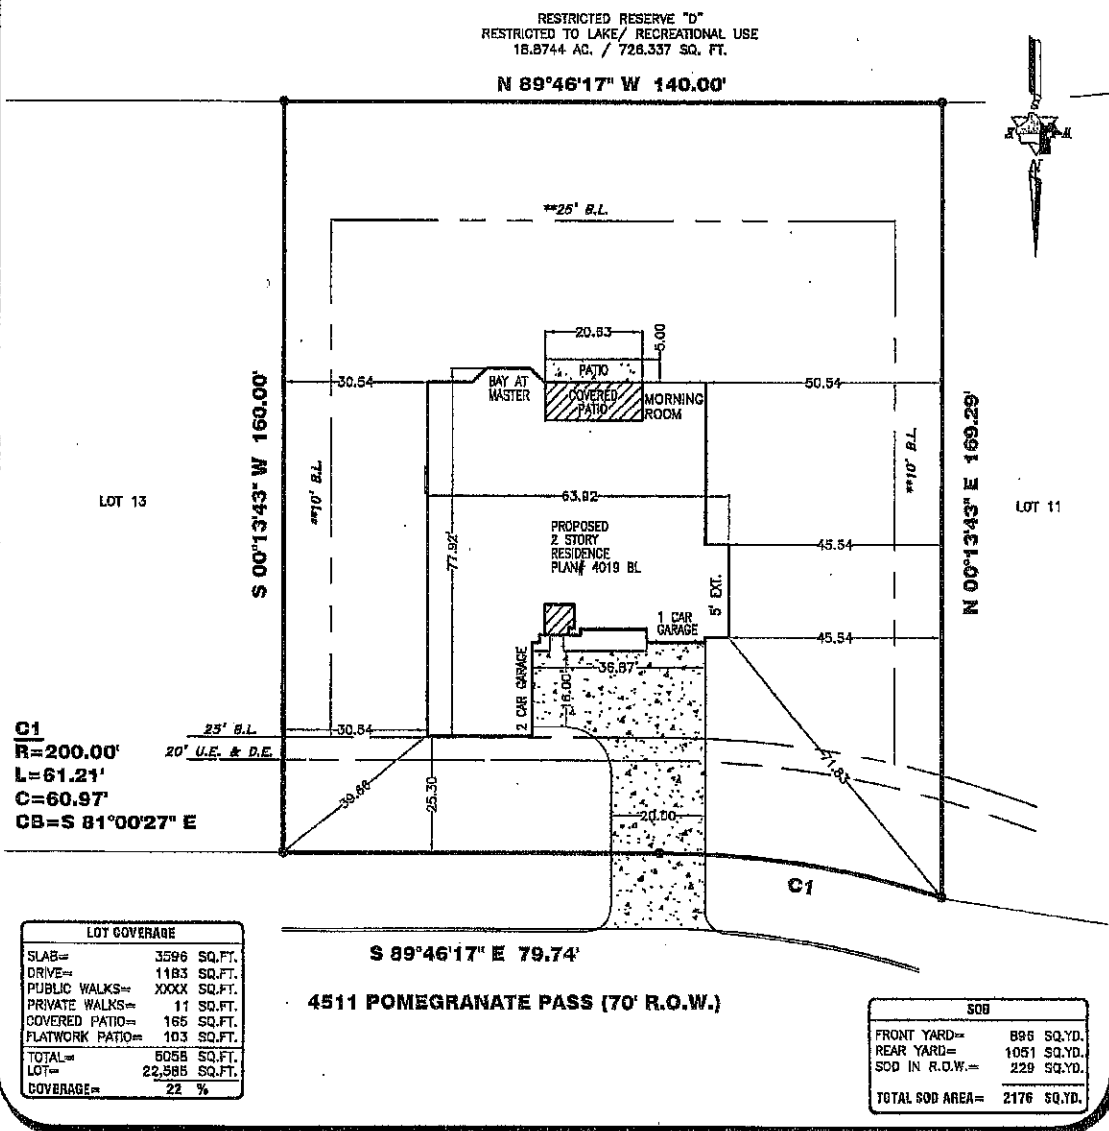 RESTRICTED RESERVE "D"
RESTRICTED TO LAKE/ RECREATIONAL USE
16.8744 AC. / 726,337 SQ. FT.
N 89°46'17" W 140.00'
**25' B.L.
20.63
5.00
PATIO
30.54
BAY AT
MASTER
COVERED
PATIO
MORNING
ROOM
50.54
S 00°13'43" W 160.00'
**10' B.L.
**10' B.L.
N 00°13'43" E 169.29'
LOT 13
LOT 11
63.92
77.92'
PROPOSED
2 STORY
RESIDENCE
PLAN# 4019 BL
45.54
5' EXT.
1 CAR
GARAGE
45.54
2 CAR GARAGE
36.87
16.00'
C1
R=200.00'
L=61.21'
C=60.97'
CB=S 81°00'27" E
25' B.L.
30.54
20' U.E. & D.E.
39.66
25.30
20.00
71.83
C1
S 89°46'17" E 79.74'
4511 POMEGRANATE PASS (70' R.O.W.)
LOT COVERAGE
SLAB= 3596 SQ.FT.
DRIVE= 1183 SQ.FT.
PUBLIC WALKS= XXXX SQ.FT.
PRIVATE WALKS= 11 SQ.FT.
COVERED PATIO= 165 SQ.FT.
FLATWORK PATIO= 103 SQ.FT.
TOTAL= 5058 SQ.FT.
LOT= 22,585 SQ.FT.
COVERAGE= 22 %
SOD
FRONT YARD= 896 SQ.YD.
REAR YARD= 1051 SQ.YD.
SOD IN R.O.W.= 229 SQ.YD.
TOTAL SOD AREA= 2176 SQ.YD.